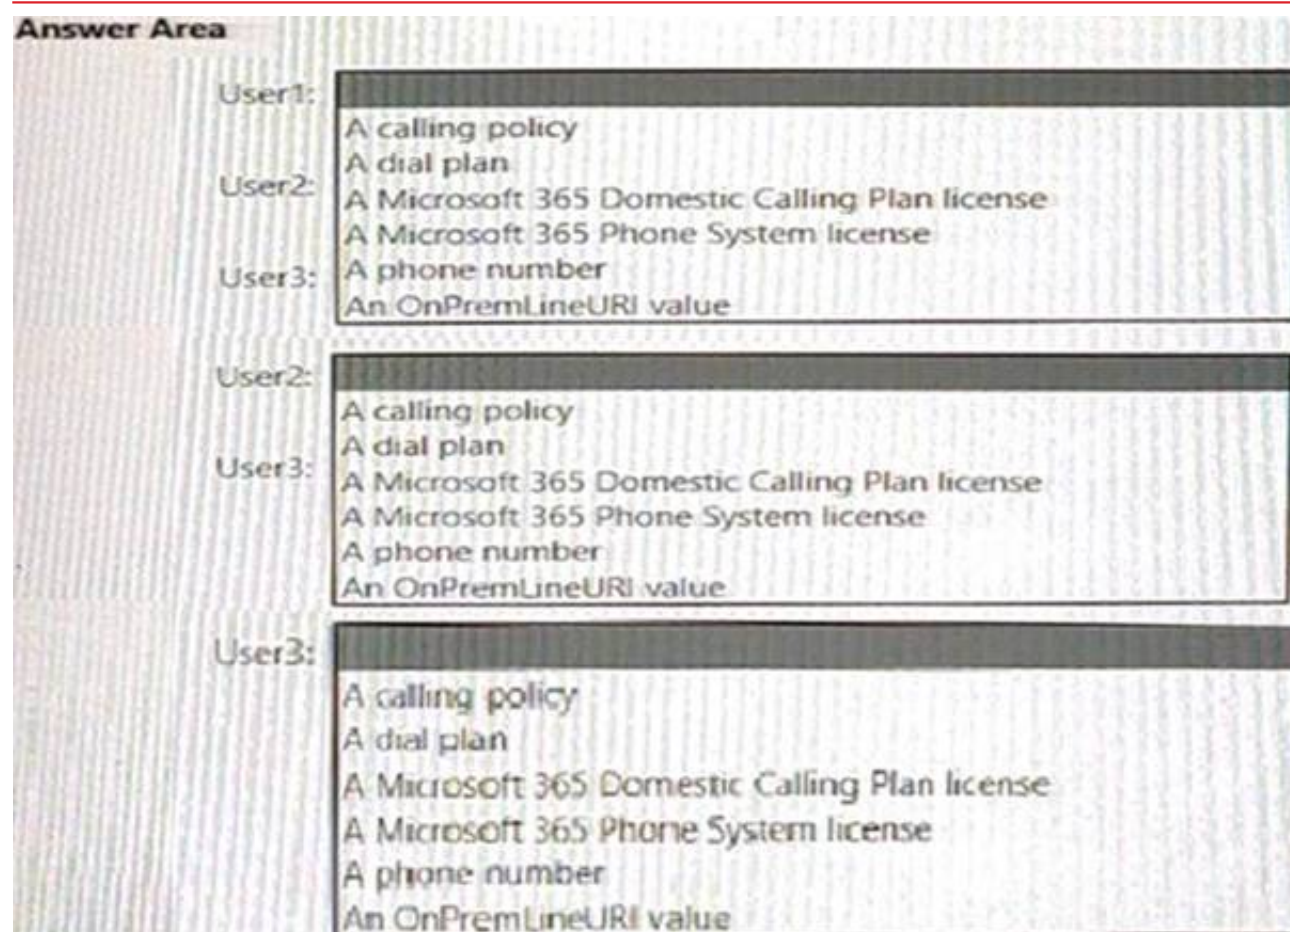 Answer Area
User1:
A calling policy
A dial plan
User2:
A Microsoft 365 Domestic Calling Plan license
A Microsoft 365 Phone System license
User3:
A phone number
An OnPremLineURI value
User2:
A calling policy
A dial plan
User3:
A Microsoft 365 Domestic Calling Plan license
A Microsoft 365 Phone System license
A phone number
An OnPremLineURI value
User3:
A calling policy
A dial plan
A Microsoft 365 Domestic Calling Plan license
A Microsoft 365 Phone System license
A phone number
An OnPremLineURI value